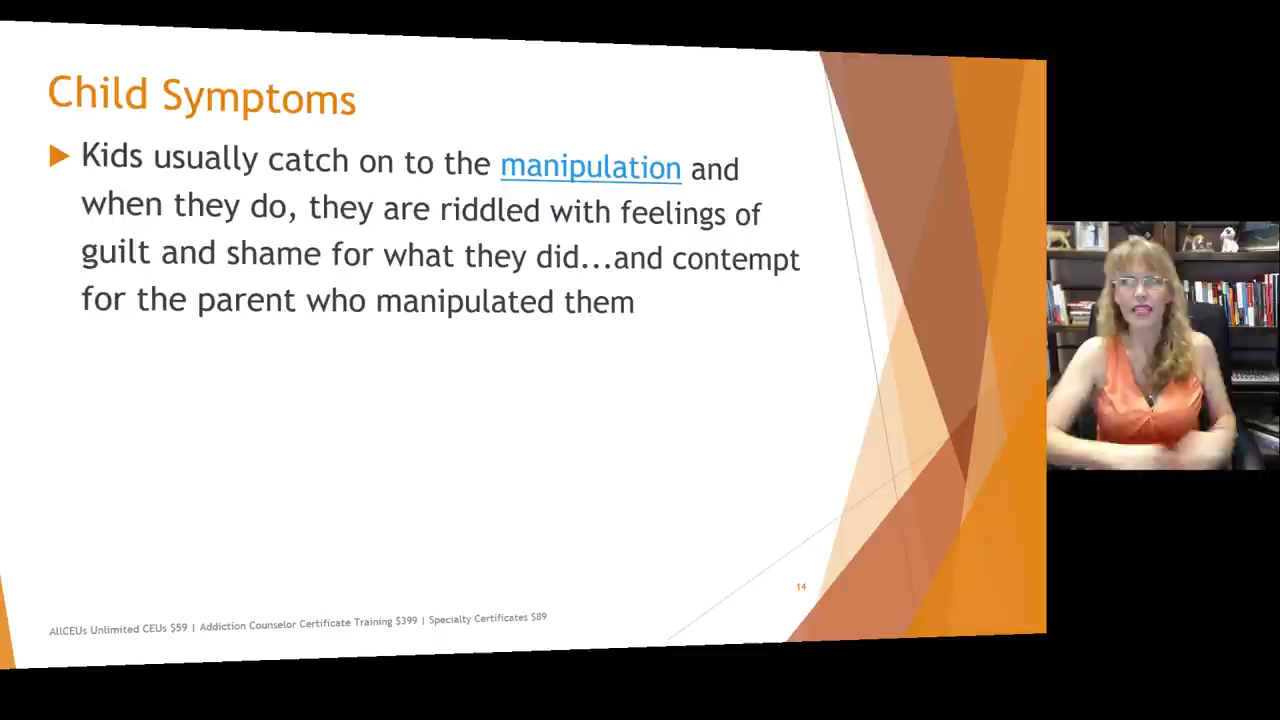 Child Symptoms
Kids usually catch on to the manipulation and
when they do, they are riddled with feelings of
guilt and shame for what they did...and contempt
for the parent who manipulated them
14
AllCEUs Unlimited CEUs $59 | Addiction Counselor Certificate Training $399 | Specialty Certificates $89